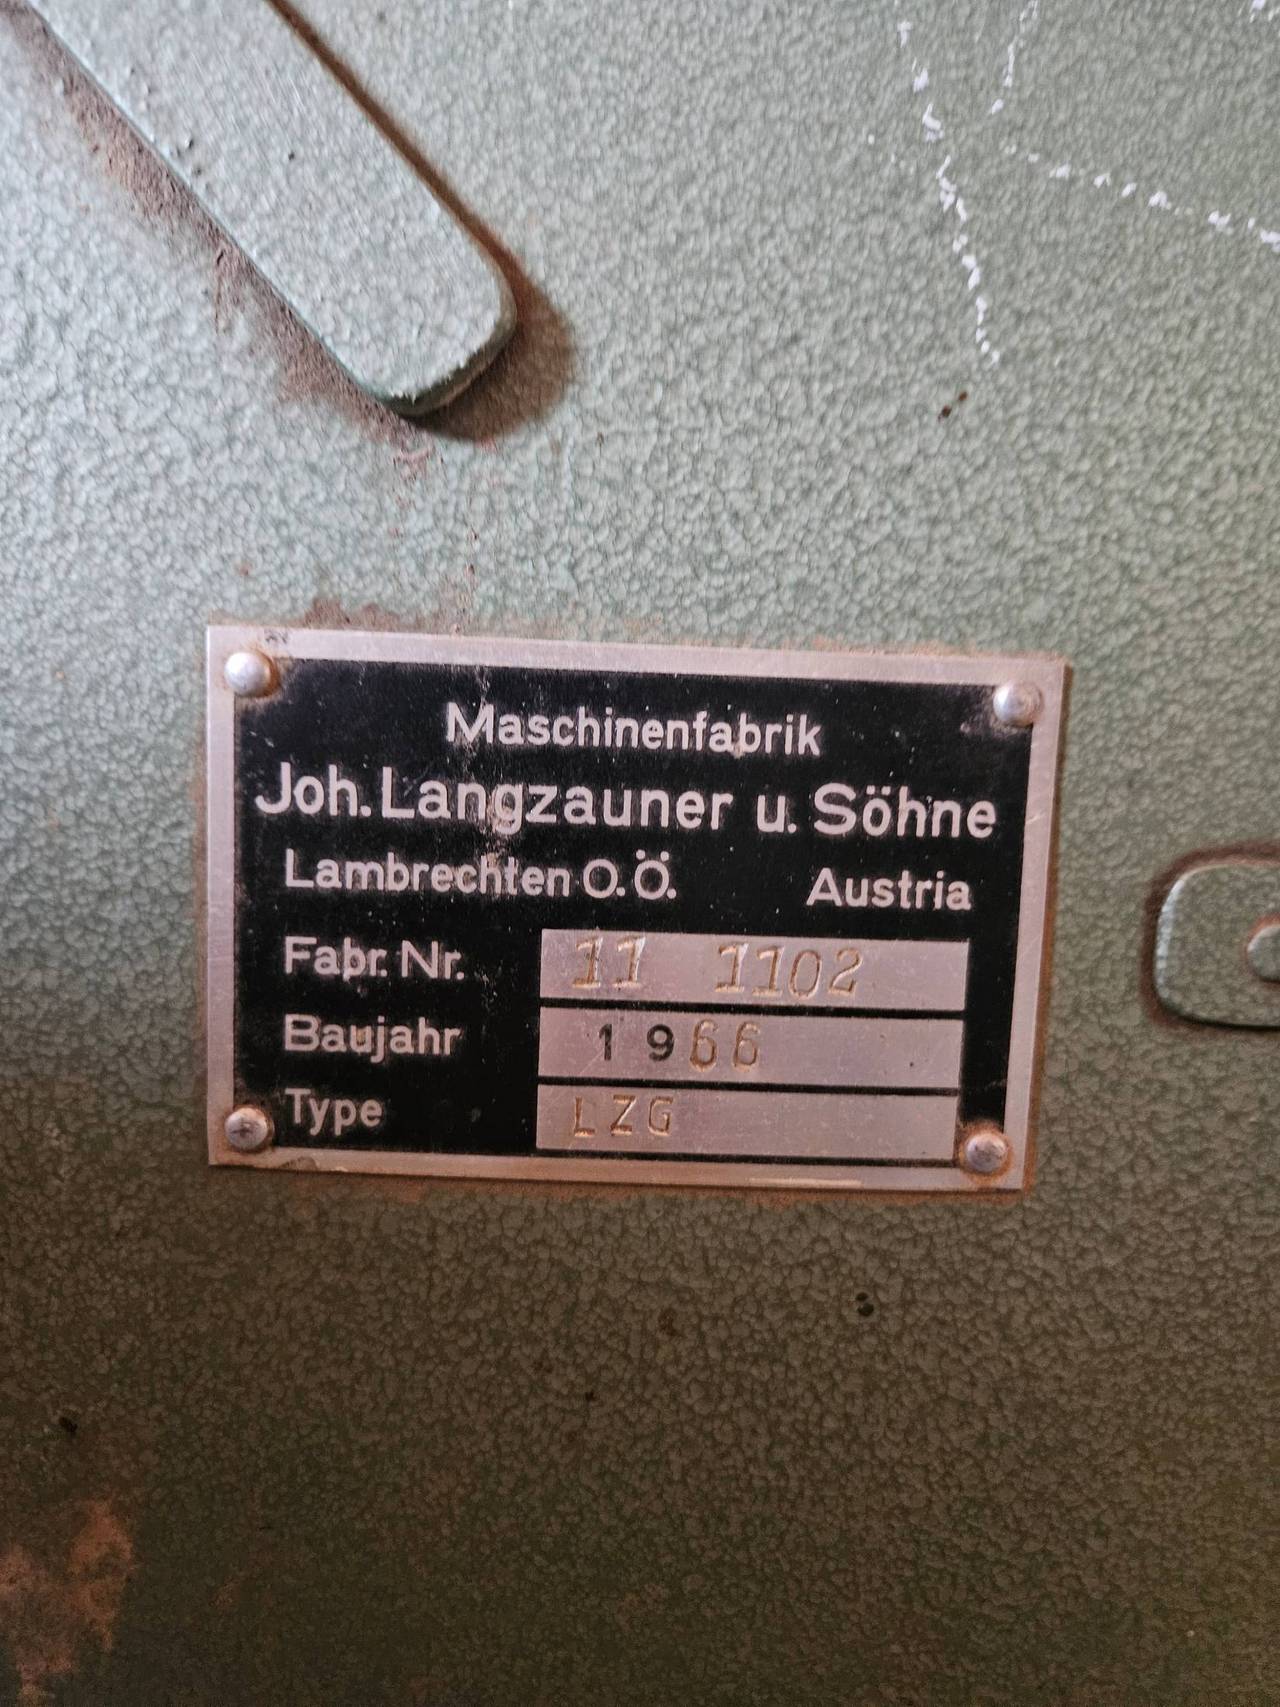 Maschinenfabrik
Joh. Langzauner u. Söhne
Lambrechten O.Ö. Austria
Fabr. Nr. 11 1102
Baujahr 1966
Type LZG